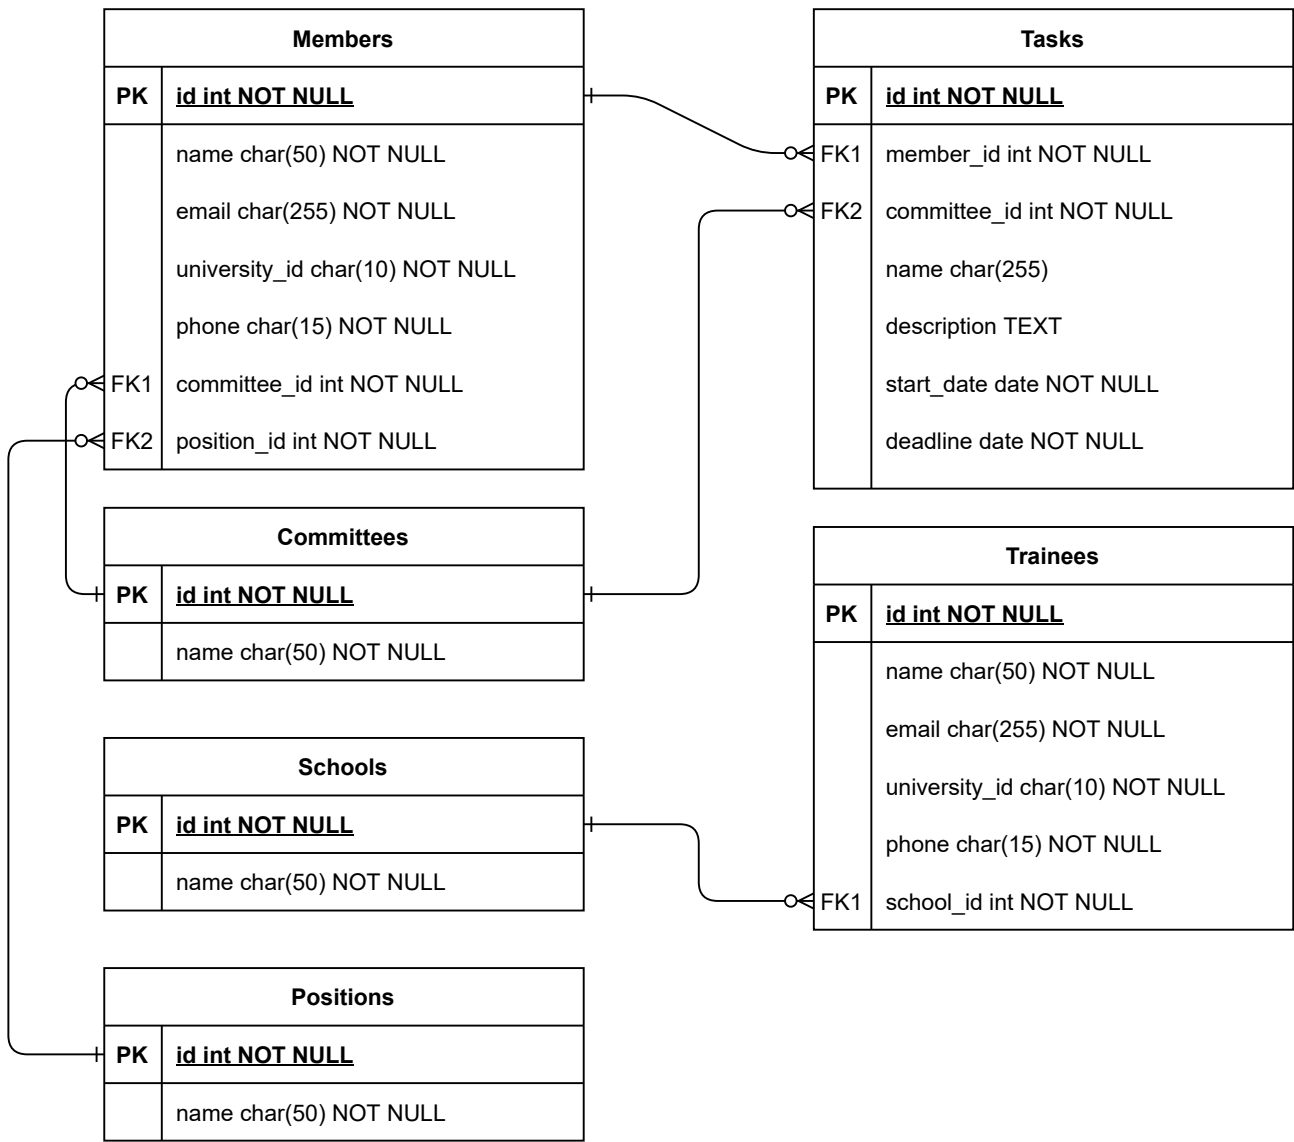 Members
PK id int NOT NULL
name char(50) NOT NULL
email char(255) NOT NULL
university_id char(10) NOT NULL
phone char(15) NOT NULL
FK1 committee_id int NOT NULL
FK2 position_id int NOT NULL
Committees
PK id int NOT NULL
name char(50) NOT NULL
Schools
PK id int NOT NULL
name char(50) NOT NULL
Positions
PK id int NOT NULL
name char(50) NOT NULL
Tasks
PK id int NOT NULL
FK1 member_id int NOT NULL
FK2 committee_id int NOT NULL
name char(255)
description TEXT
start_date date NOT NULL
deadline date NOT NULL
Trainees
PK id int NOT NULL
name char(50) NOT NULL
email char(255) NOT NULL
university_id char(10) NOT NULL
phone char(15) NOT NULL
FK1 school_id int NOT NULL